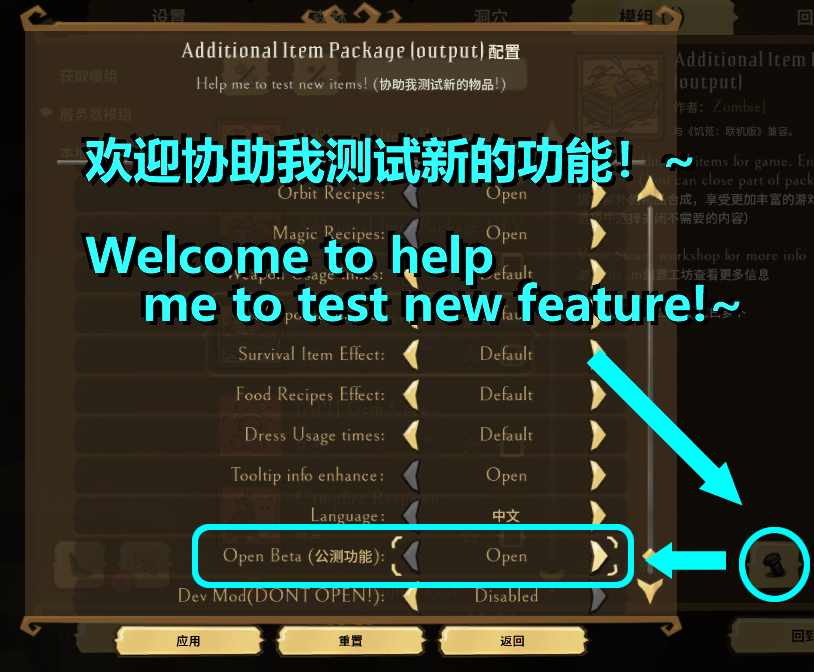 设置
洞穴
模组
Additional Item Package (output) 配置
Help me to test new items! (协助我测试新的物品!)
获取模组
服务器模组
Additional Item
(output)
作者: ZombieJ
与《饥荒:联机版》兼容。
欢迎协助我测试新的功能!~
Orbit Recipes: Open
Magic Recipes: Open
Welcome to help
me to test new feature!~
Weapon Usage times: Default
items for game. En
can close part of pack
合成,享受更加丰富的游戏
选项中选择关闭不需要的内容)
workshop for more info
创意工坊查看更多信息
Survival Item Effect: Default
Food Recipes Effect: Default
Dress Usage times: Default
Tooltip info enhance: Open
Language: 中文
Open Beta (公测功能): Open
Dev Mod(DONT OPEN!): Disabled
应用
重置
返回
回到